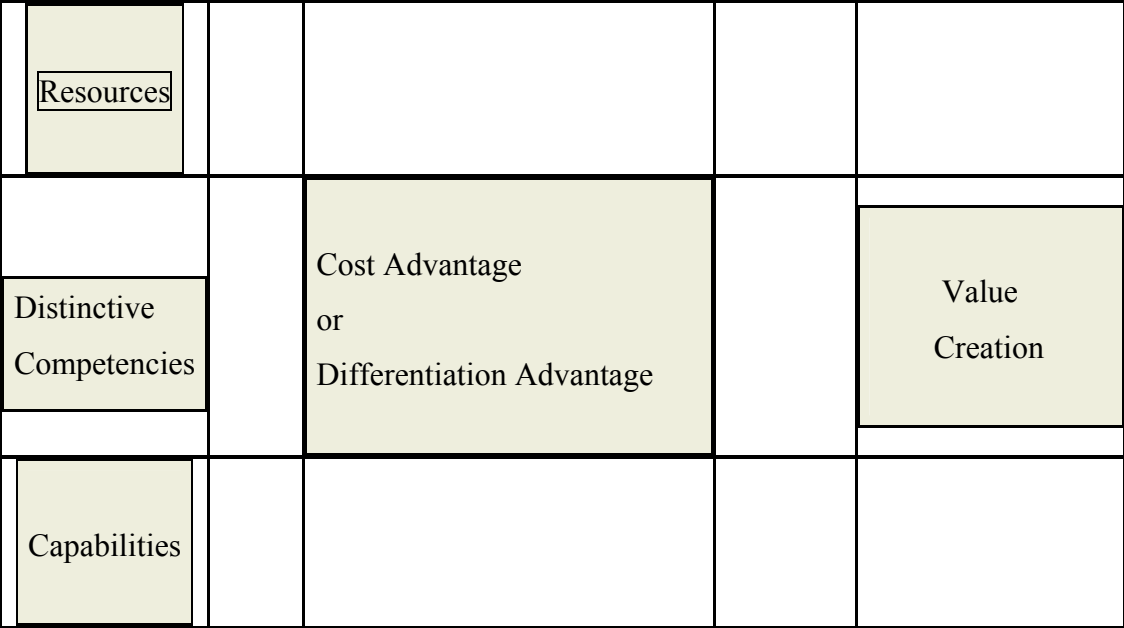 Resources
Distinctive
Competencies
Cost Advantage
or
Differentiation Advantage
Value
Creation
Capabilities